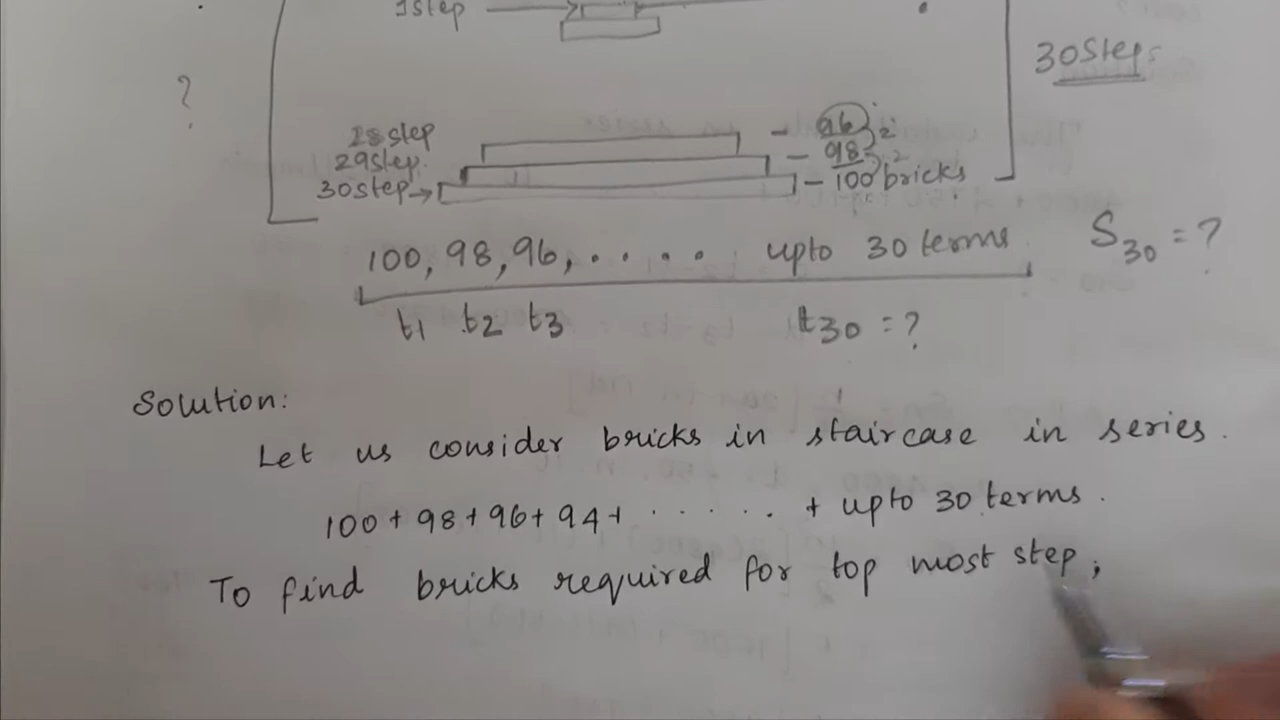 1step
30Steps
?
28step - 96 2
29step. - 98 2
30step → - 100 bricks
100, 98, 96, . . . . upto 30 terms S30 = ?
t1 t2 t3 t30 = ?
Solution:
Let us consider bricks in staircase in series.
100 + 98 + 96 + 94 + . . . . . . + upto 30 terms.
To find bricks required for top most step;